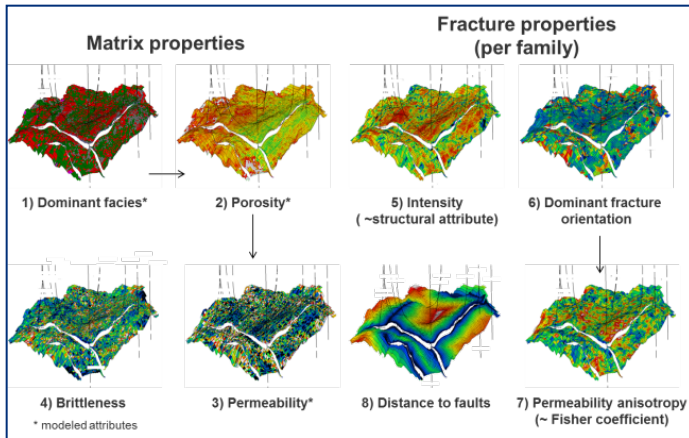 Matrix properties
Fracture properties
(per family)
1) Dominant facies*
2) Porosity*
5) Intensity
( ~structural attribute)
6) Dominant fracture
orientation
4) Brittleness
3) Permeability*
8) Distance to faults
7) Permeability anisotropy
(~ Fisher coefficient)
* modeled attributes